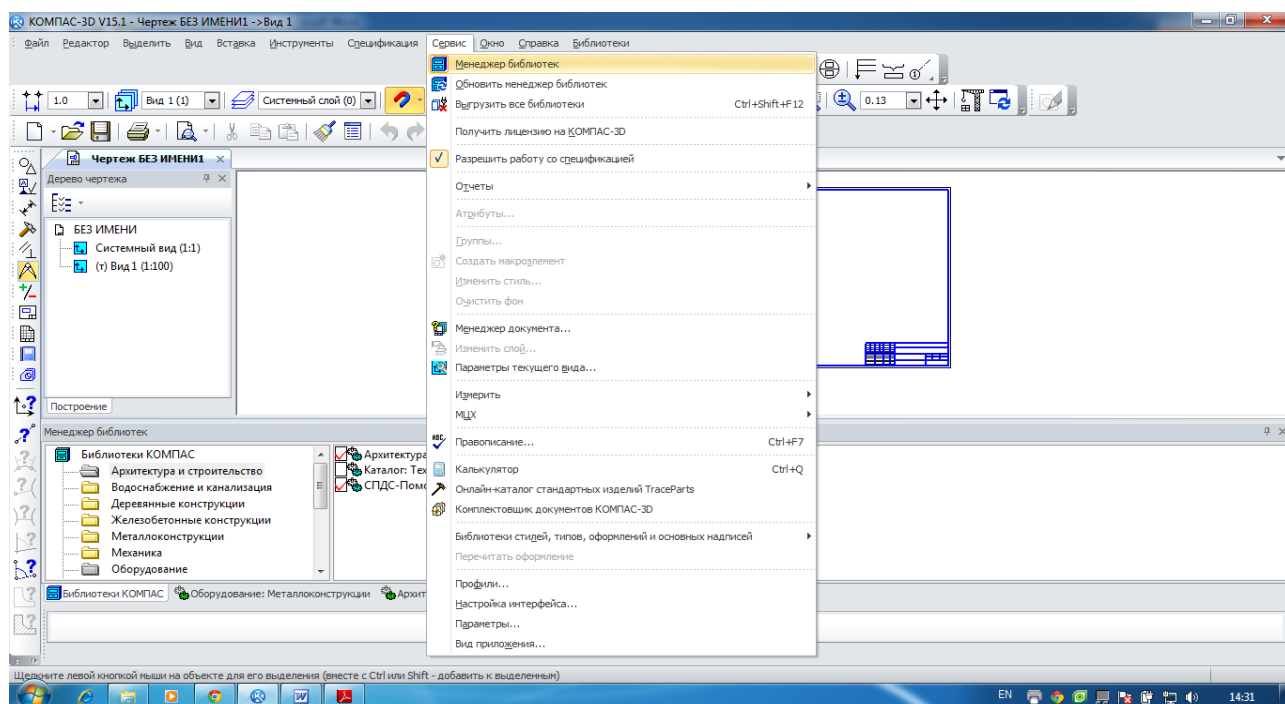 КОМПАС-3D V15.1 - Чертеж БЕЗ ИМЕНИ1 ->Вид 1
Файл Редактор Выделить Вид Вставка Инструменты Спецификация Сервис Окно Справка Библиотеки
Менеджер библиотек
Обновить менеджер библиотек
Выгрузить все библиотеки Ctrl+Shift+F12
Получить лицензию на КОМПАС-3D
Разрешить работу со спецификацией
Отчеты
Атрибуты...
Группы...
Создать макроэлемент
Изменить стиль...
Очистить фон
Менеджер документа...
Изменить слой...
Параметры текущего вида...
Измерить
МЦХ
Правописание... Ctrl+F7
Калькулятор Ctrl+Q
Онлайн-каталог стандартных изделий TraceParts
Комплектовщик документов КОМПАС-3D
Библиотеки стилей, типов, оформлений и основных надписей
Перечитать оформление
Профили...
Настройка интерфейса...
Параметры...
Вид приложения...
1.0 Вид 1 (1) Системный слой (0) 0.13
Чертеж БЕЗ ИМЕНИ1
Дерево чертежа
БЕЗ ИМЕНИ
Системный вид (1:1)
(т) Вид 1 (1:100)
Построение
Менеджер библиотек
Библиотеки КОМПАС
Архитектура и строительство
Водоснабжение и канализация
Деревянные конструкции
Железобетонные конструкции
Металлоконструкции
Механика
Оборудование
Архитектура
Каталог: Тех
СПДС-Помо
Библиотеки КОМПАС Оборудование: Металлоконструкции Архит
Щелкните левой кнопкой мыши на объекте для его выделения (вместе с Ctrl или Shift - добавить к выделенным)
EN 14:31